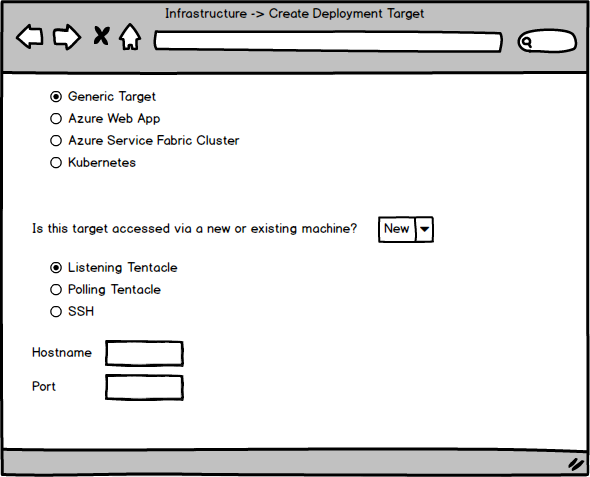 Infrastructure -> Create Deployment Target
Generic Target
Azure Web App
Azure Service Fabric Cluster
Kubernetes
Is this target accessed via a new or existing machine? New
Listening Tentacle
Polling Tentacle
SSH
Hostname
Port